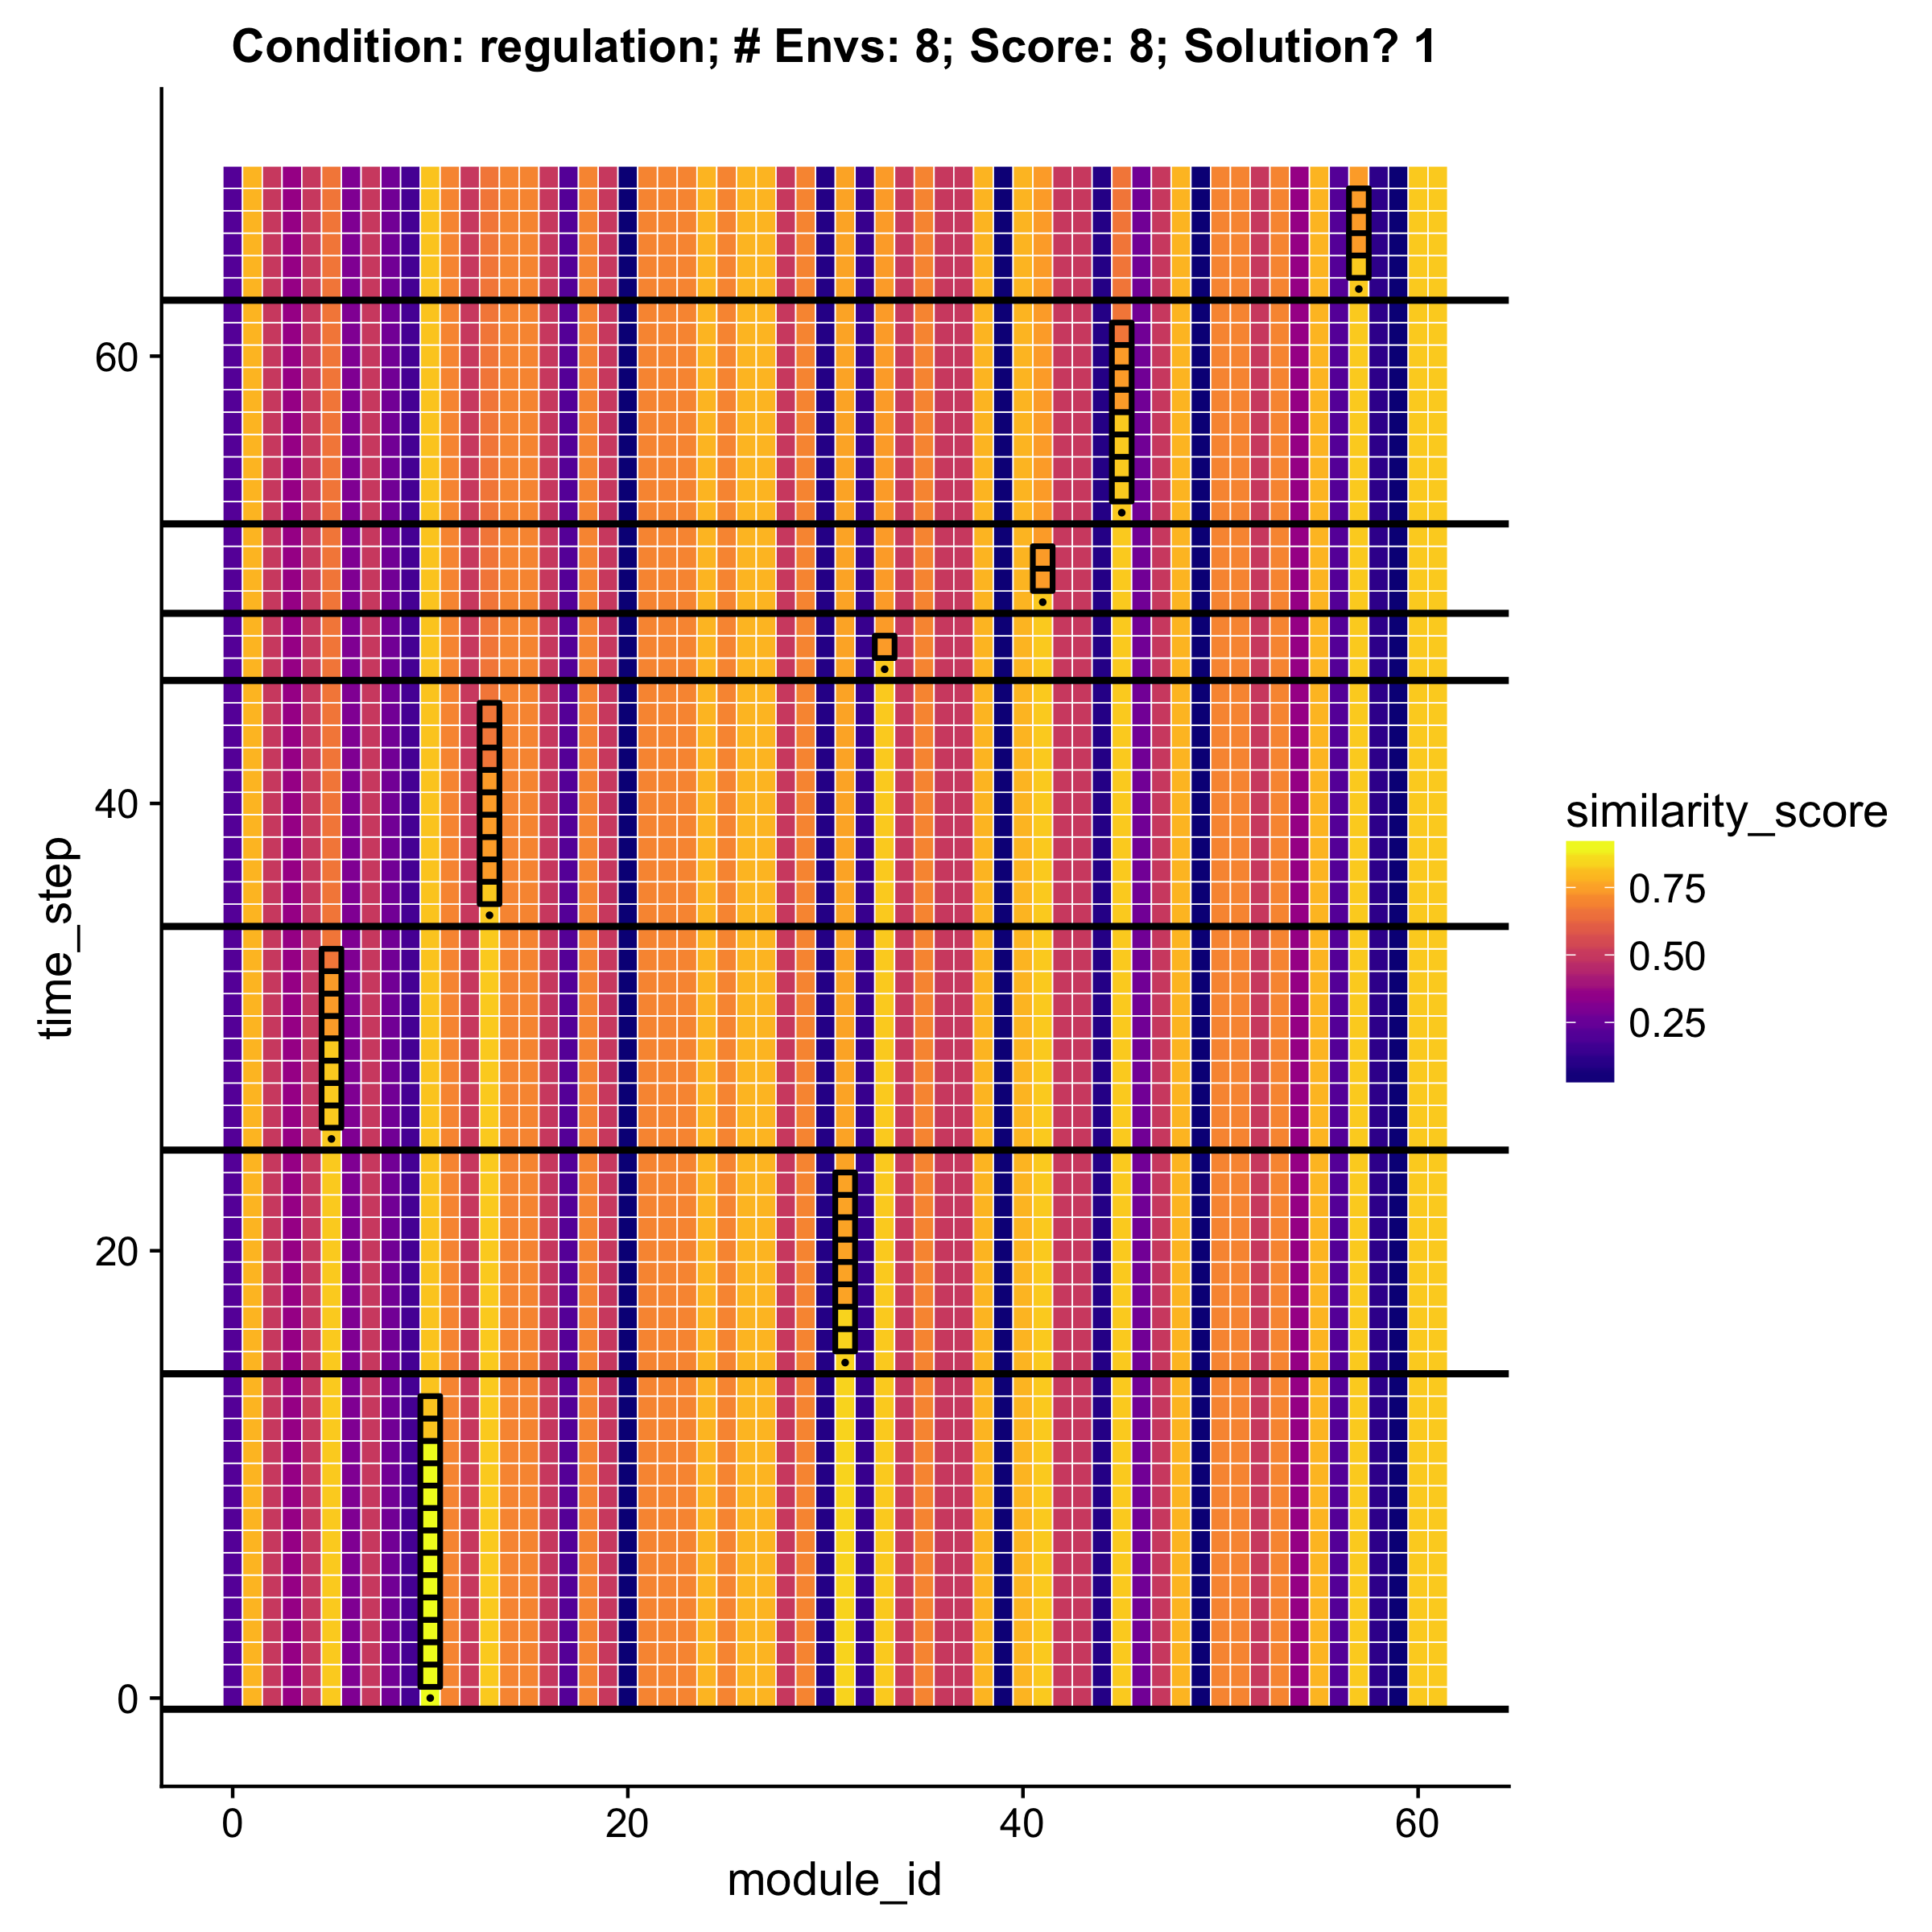 Condition: regulation; # Envs: 8; Score: 8; Solution? 1
60
40
20
0
time_step
0 20 40 60
module_id
similarity_score
0.75
0.50
0.25